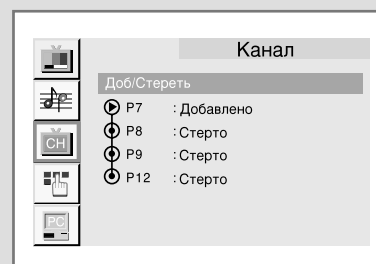 Канал
Доб/Стереть
P7 : Добавлено
P8 : Стерто
CH
P9 : Стерто
P12 : Стерто
PC